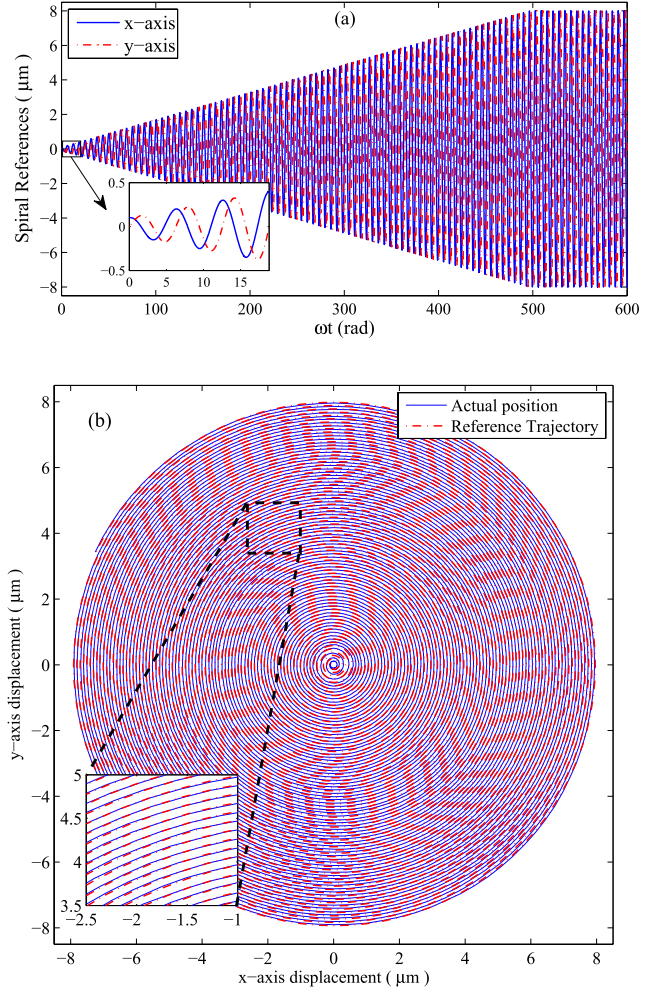 (a)
x−axis
y−axis
Spiral References ( μm )
8
6
4
2
0
−2
−4
−6
−8
0.5
0
−0.5
0 5 10 15
0 100 200 300 400 500 600
ωt (rad)
(b)
Actual position
Reference Trajectory
y−axis displacement ( μm )
8
6
4
2
0
−2
−4
−6
−8
5
4.5
4
3.5
−2.5 −2 −1.5 −1
−8 −6 −4 −2 0 2 4 6 8
x−axis displacement ( μm )